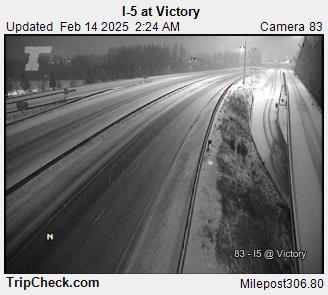 I-5 at Victory
Updated  Feb 14 2025  2:24 AM
Camera 83
N
83 - I5 @ Victory
TripCheck.com
Milepost306.80